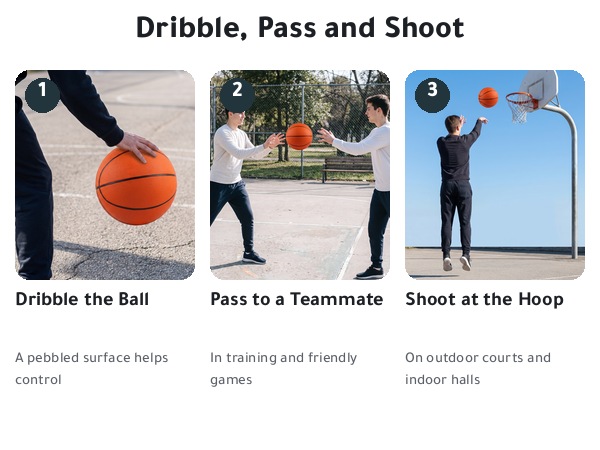 Dribble, Pass and Shoot
1
2
3
Dribble the Ball
Pass to a Teammate
Shoot at the Hoop
A pebbled surface helps
control
In training and friendly
games
On outdoor courts and
indoor halls